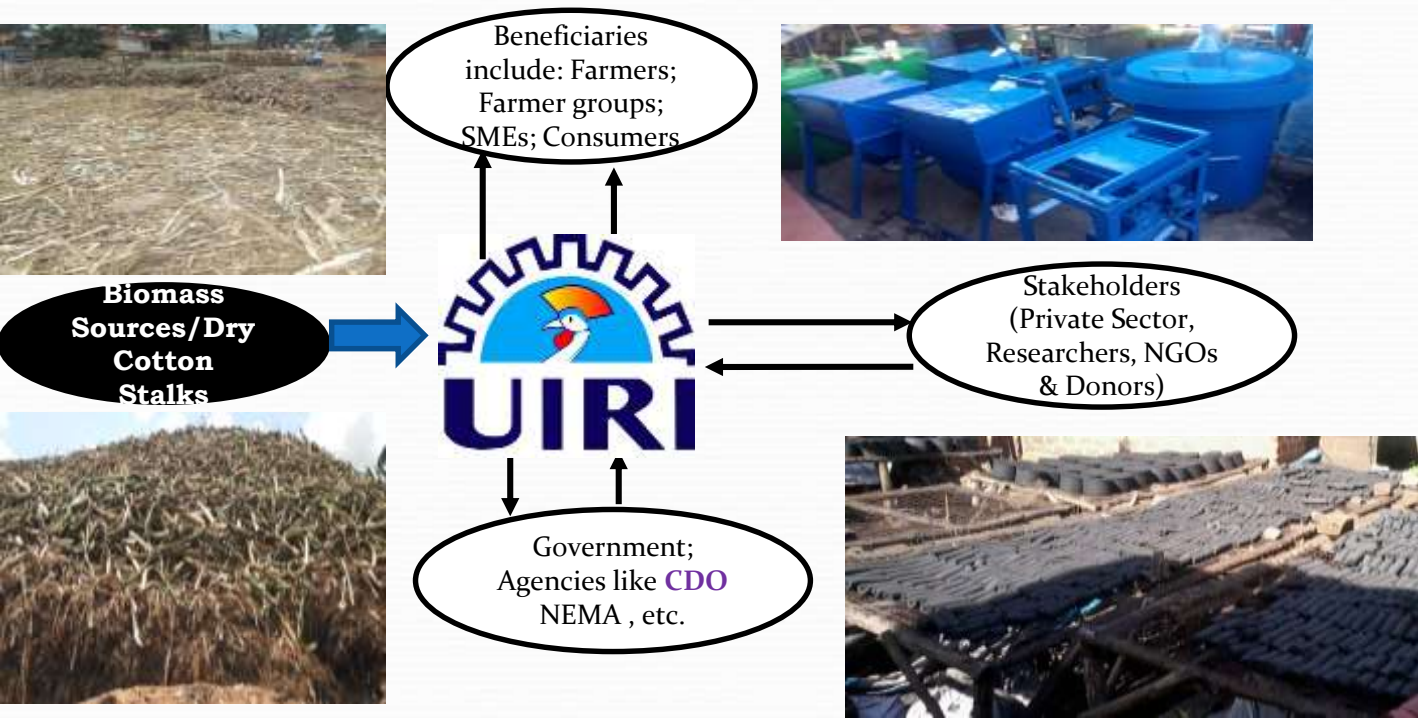 Beneficiaries
include: Farmers;
Farmer groups;
SMEs; Consumers
Biomass
Sources/Dry
Cotton
Stalks
UIRI
Stakeholders
(Private Sector,
Researchers, NGOs
& Donors)
Government;
Agencies like CDO
NEMA , etc.